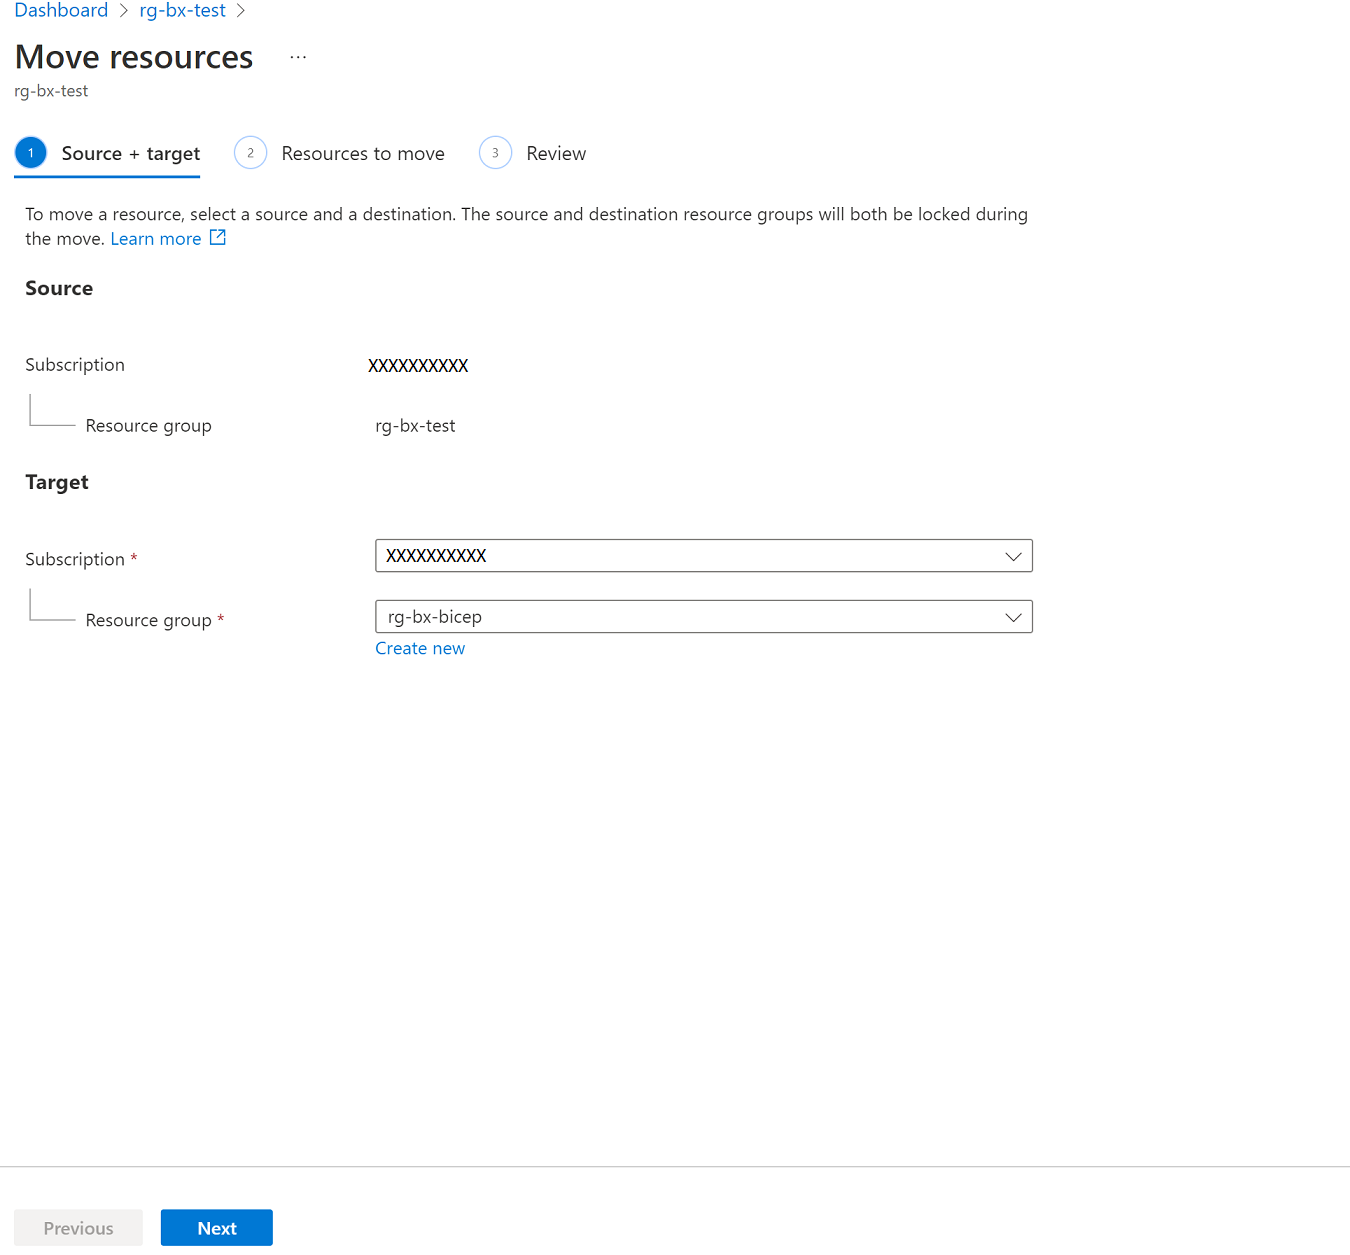 Dashboard > rg-bx-test >
Move resources ...
rg-bx-test
1 Source + target 2 Resources to move 3 Review
To move a resource, select a source and a destination. The source and destination resource groups will both be locked during
the move. Learn more
Source
Subscription XXXXXXXXXX
Resource group rg-bx-test
Target
Subscription * XXXXXXXXXX
Resource group * rg-bx-bicep
Create new
Previous Next